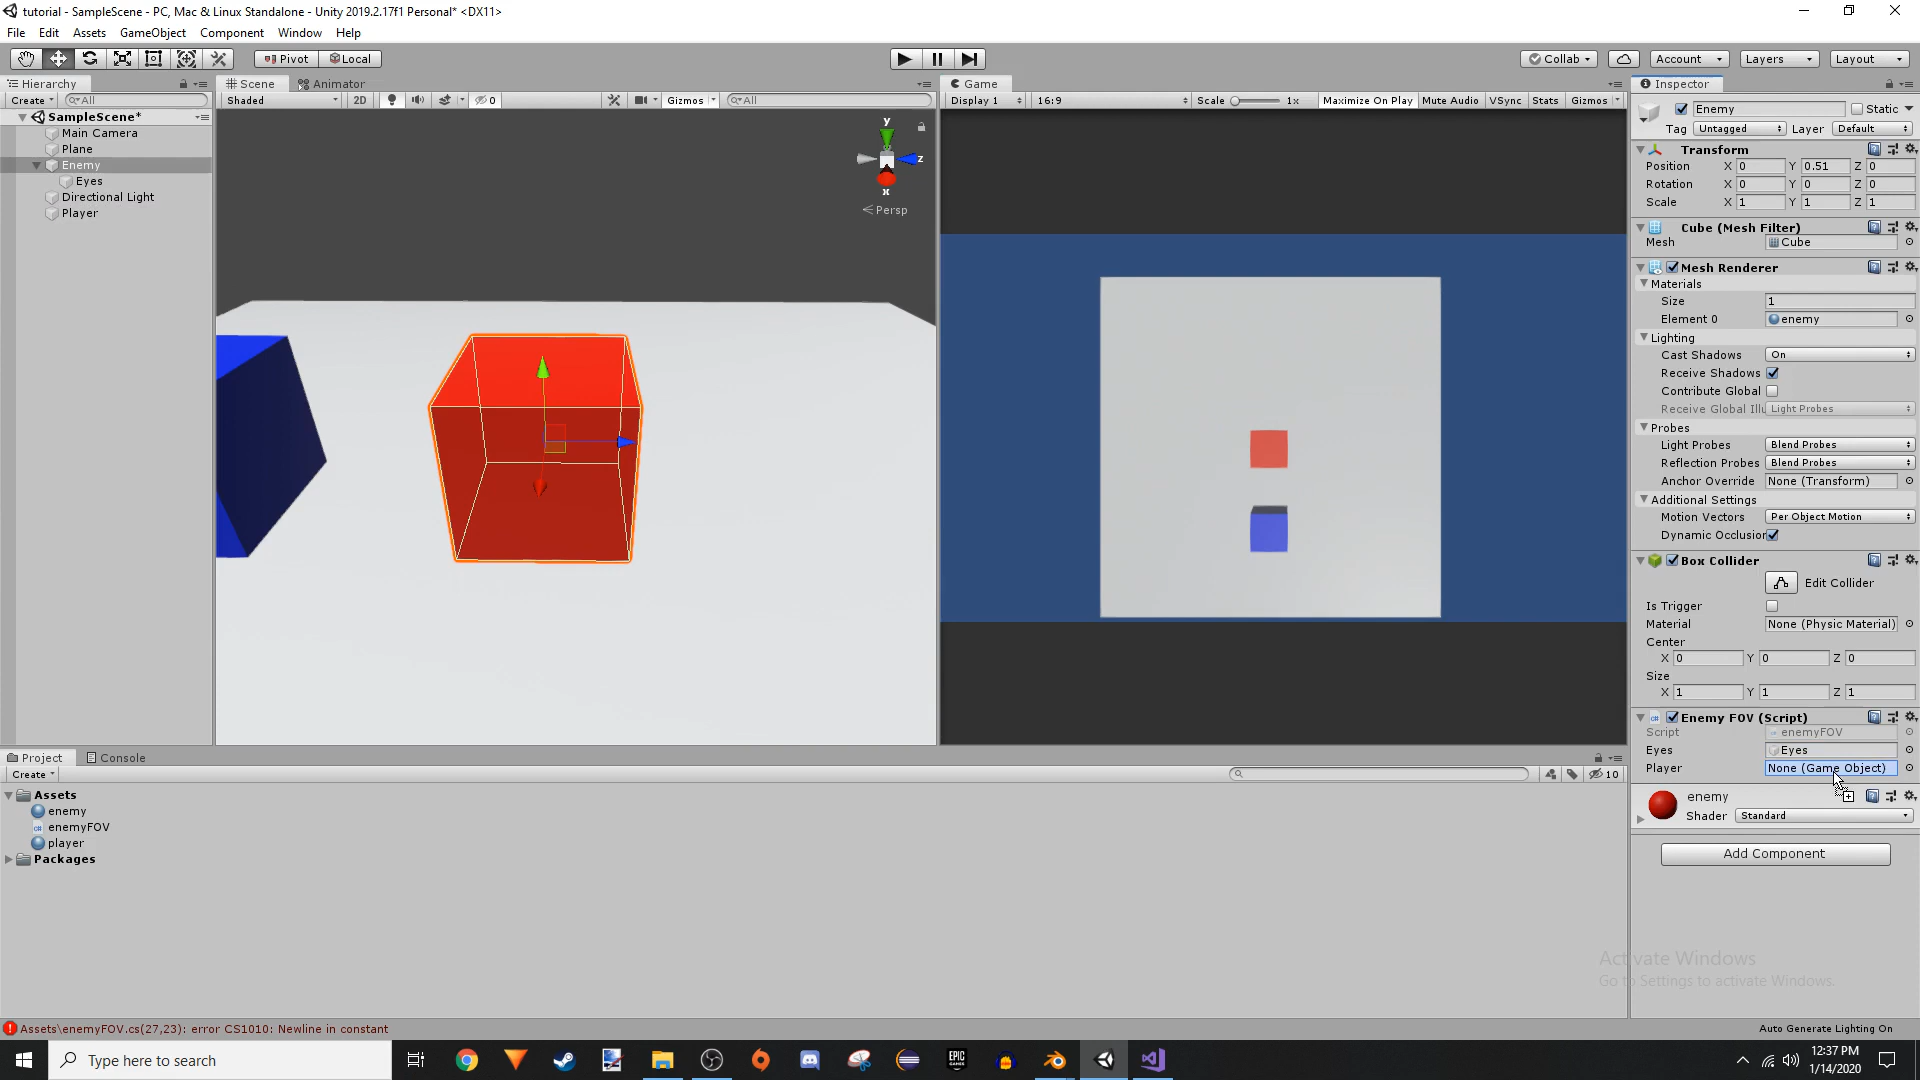 tutorial - SampleScene - PC, Mac & Linux Standalone - Unity 2019.2.17f1 Personal* <DX11>
File Edit Assets GameObject Component Window Help
Pivot Local Collab Account Layers Layout
Hierarchy Scene Animator Game Inspector
Create All Shaded 2D 0 Gizmos All Display 1 16:9 Scale 1x Maximize On Play Mute Audio VSync Stats Gizmos
Enemy Static
Tag Untagged Layer Default
SampleScene*
Main Camera
Plane
Enemy
Eyes
Directional Light
Player
y
z
x
Persp
Transform
Position X 0 Y 0.51 Z 0
Rotation X 0 Y 0 Z 0
Scale X 1 Y 1 Z 1
Cube (Mesh Filter)
Mesh Cube
Mesh Renderer
Materials
Size 1
Element 0 enemy
Lighting
Cast Shadows On
Receive Shadows
Contribute Global
Receive Global Illu Light Probes
Probes
Light Probes Blend Probes
Reflection Probes Blend Probes
Anchor Override None (Transform)
Additional Settings
Motion Vectors Per Object Motion
Dynamic Occlusion
Box Collider
Edit Collider
Is Trigger
Material None (Physic Material)
Center
X 0 Y 0 Z 0
Size
X 1 Y 1 Z 1
Enemy FOV (Script)
Script enemyFOV
Eyes Eyes
Player None (Game Object)
enemy
Shader Standard
Add Component
Project Console
Create 10
Assets
enemy
enemyFOV
player
Packages
Activate Windows
Go to Settings to activate Windows.
Assets\enemyFOV.cs(27,23): error CS1010: Newline in constant
Auto Generate Lighting On
Type here to search
EPIC GAMES
12:37 PM
1/14/2020